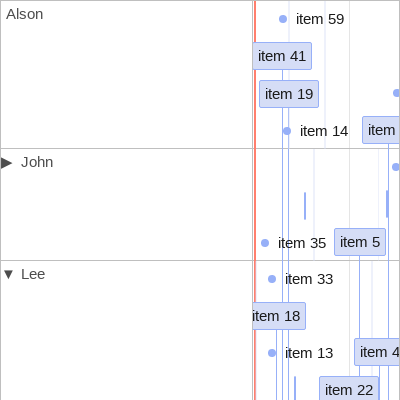 Alson
item 59
item 41
item 19
item 14
item
▶ John
item 35
item 5
▼ Lee
item 33
item 18
item 13
item 4
item 22